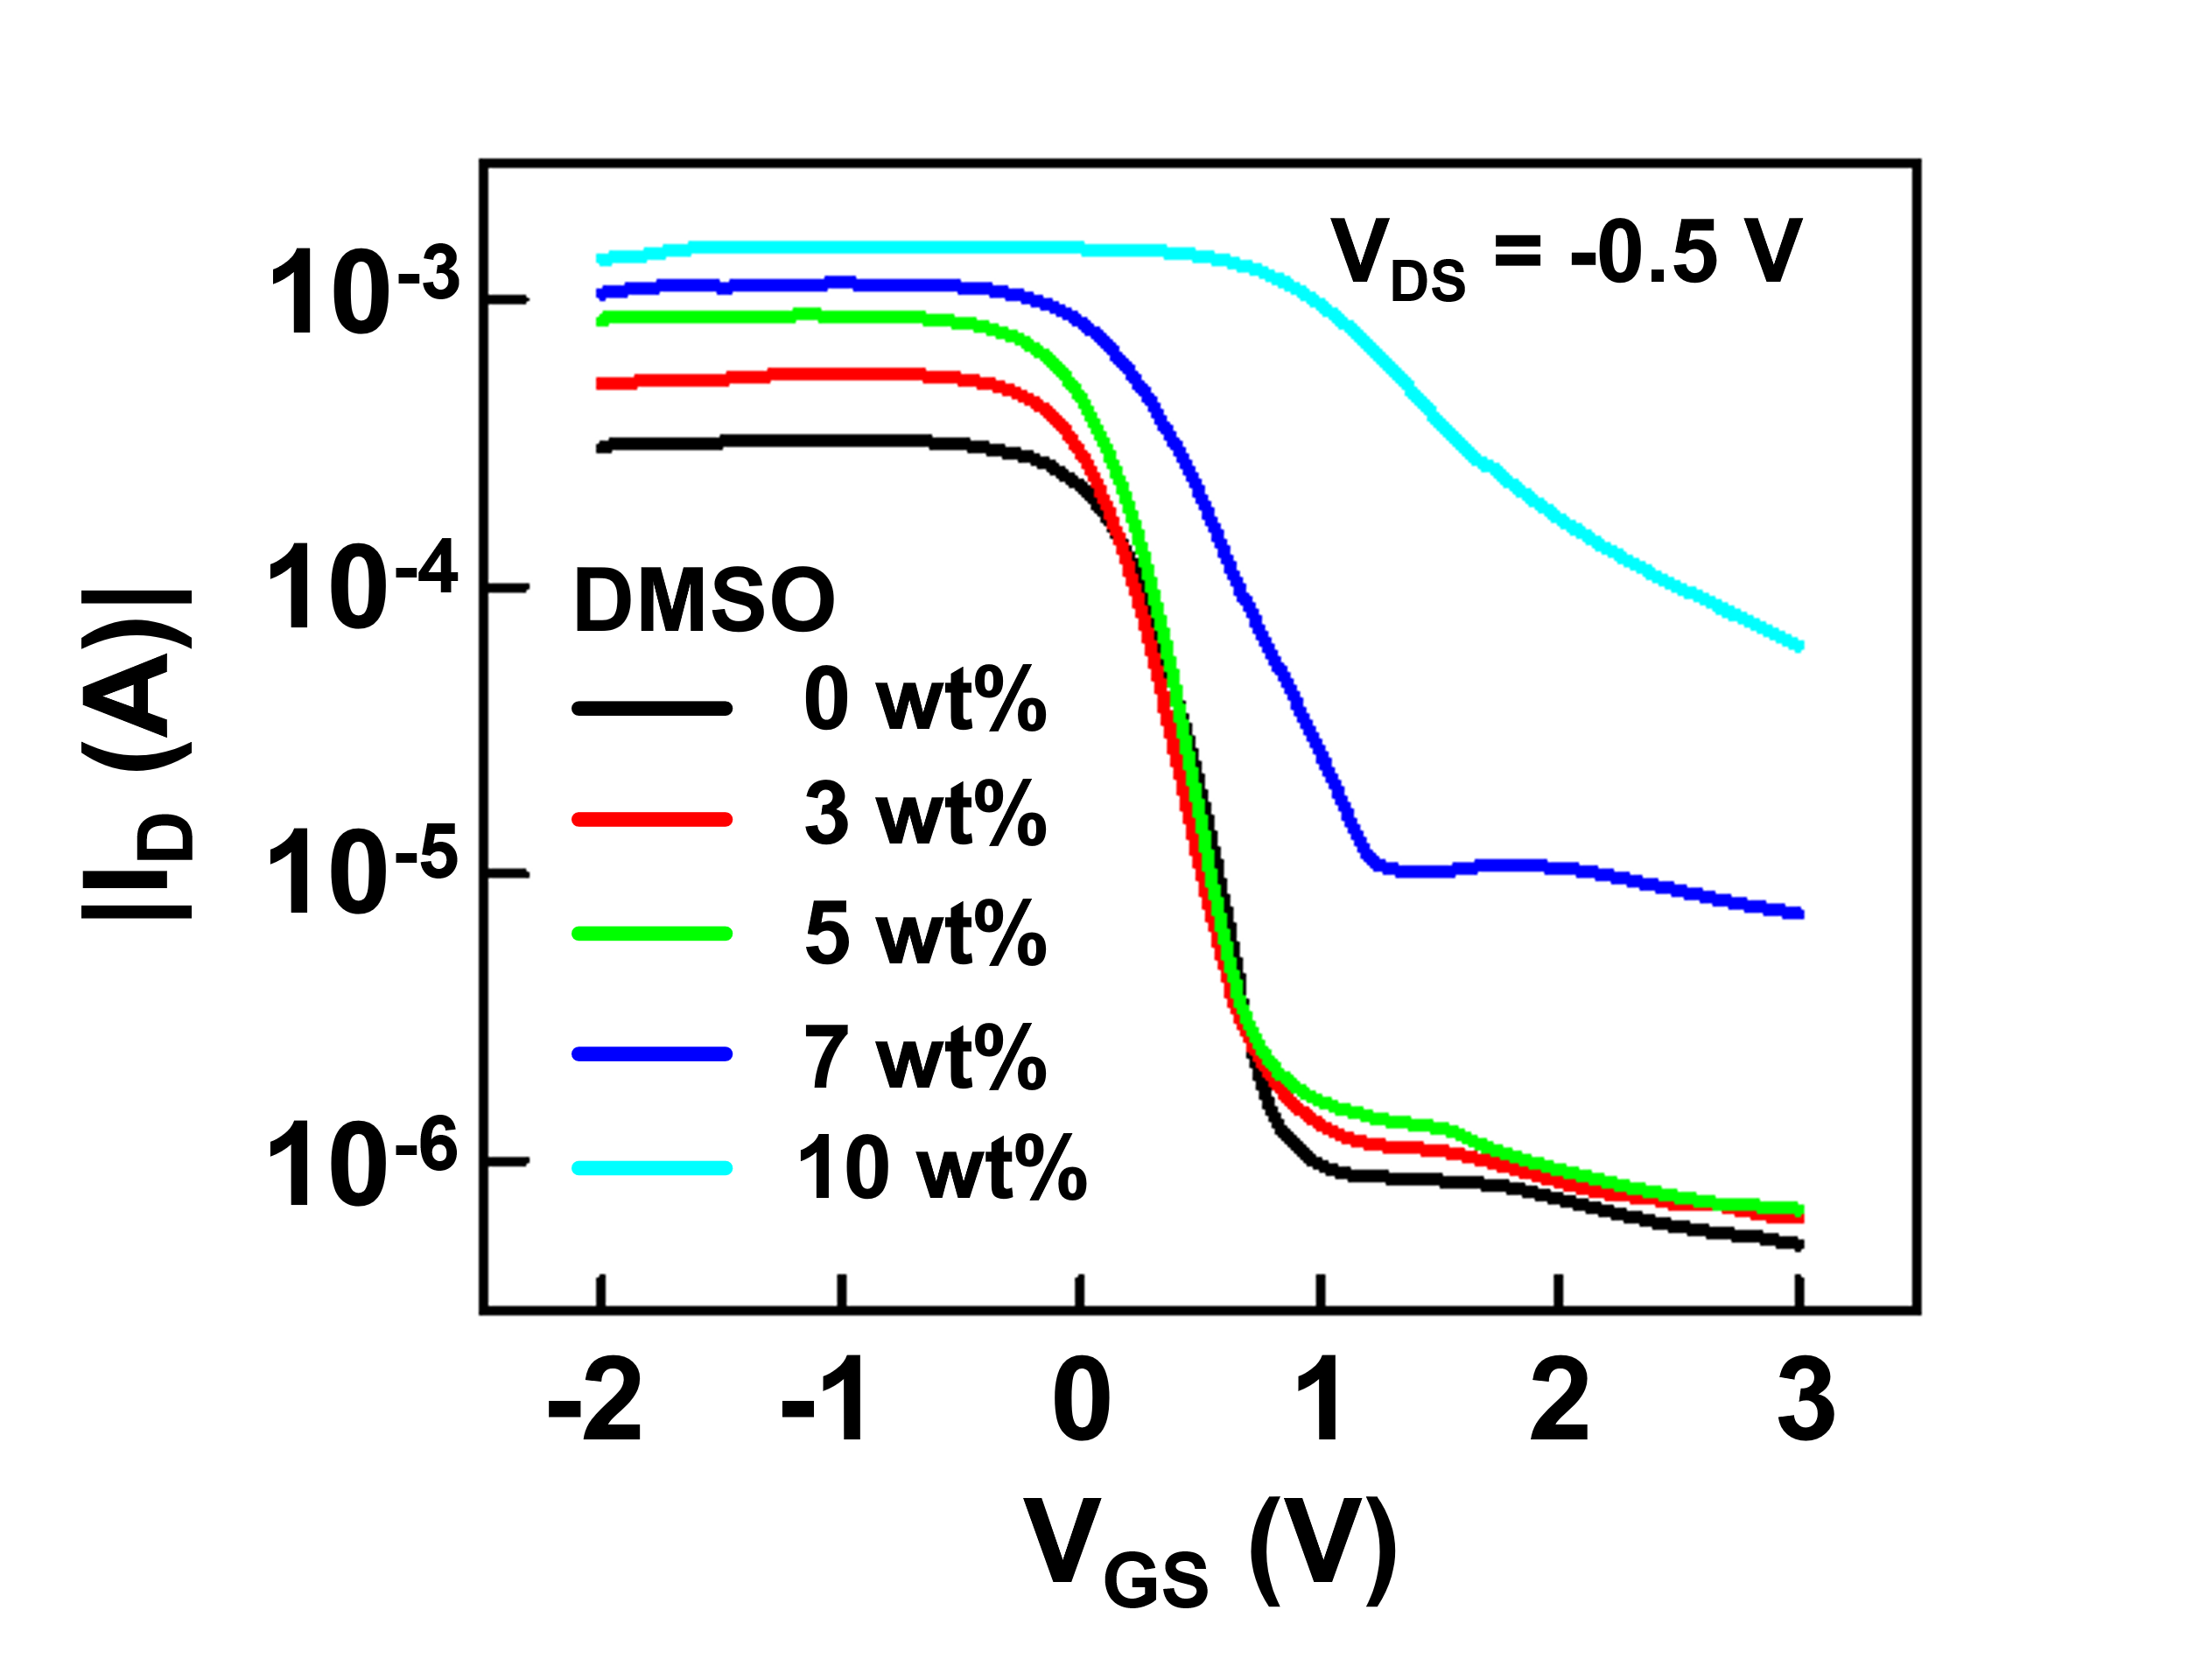 V_DS = -0.5 V
10^-3
10^-4
10^-5
10^-6
||_D (A)|
DMSO
0 wt%
3 wt%
5 wt%
7 wt%
10 wt%
-2 -1 0 1 2 3
V_GS (V)